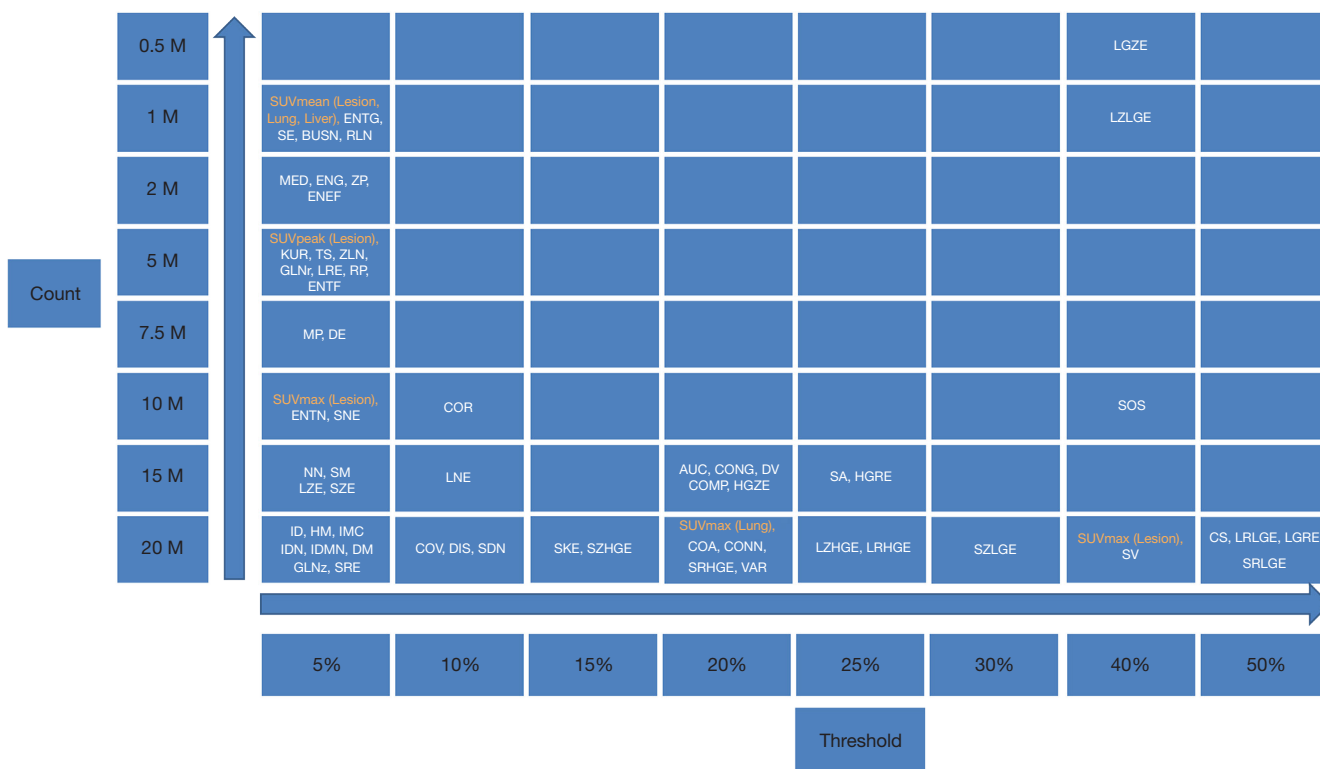 0.5 M
LGZE
1 M
SUVmean (Lesion,
Lung, Liver), ENTG,
SE, BUSN, RLN
LZLGE
2 M
MED, ENG, ZP,
ENEF
Count
5 M
SUVpeak (Lesion),
KUR, TS, ZLN,
GLNr, LRE, RP,
ENTF
7.5 M
MP, DE
10 M
SUVmax (Lesion),
ENTN, SNE
COR
SOS
15 M
NN, SM
LZE, SZE
LNE
AUC, CONG, DV
COMP, HGZE
SA, HGRE
20 M
ID, HM, IMC
IDN, IDMN, DM
GLNz, SRE
COV, DIS, SDN
SKE, SZHGE
SUVmax (Lung),
COA, CONN,
SRHGE, VAR
LZHGE, LRHGE
SZLGE
SUVmax (Lesion),
SV
CS, LRLGE, LGRE
SRLGE
5%
10%
15%
20%
25%
30%
40%
50%
Threshold